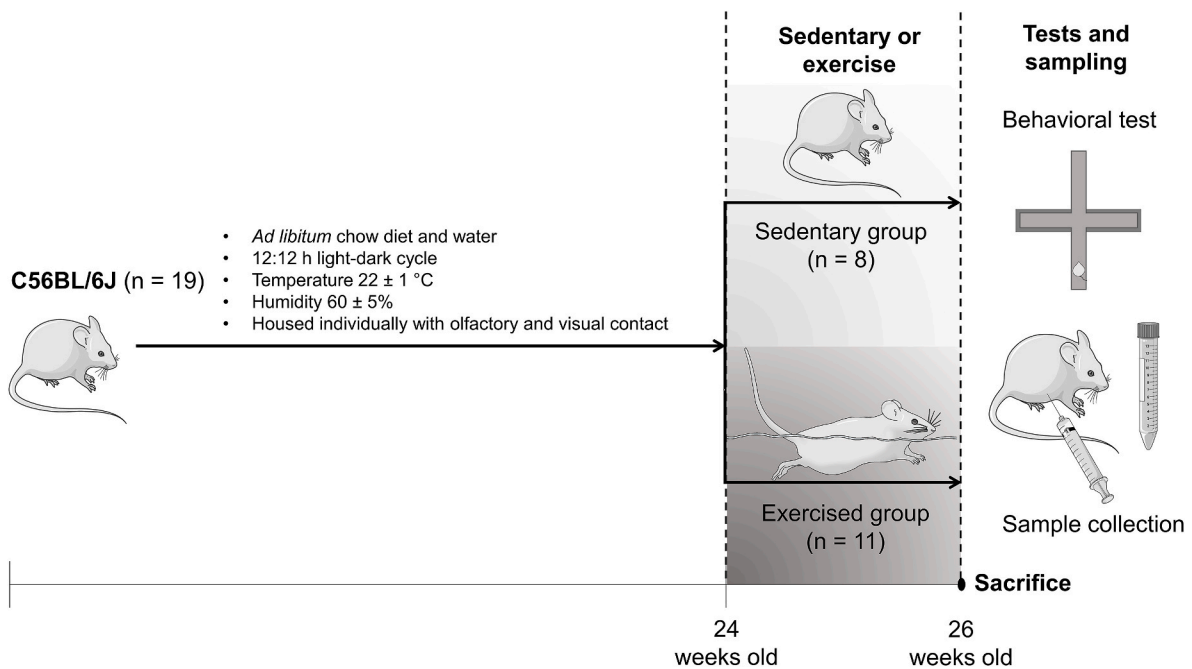 Sedentary or
exercise
Tests and
sampling
Behavioral test
• Ad libitum chow diet and water
• 12:12 h light-dark cycle
• Temperature 22 ± 1 °C
• Humidity 60 ± 5%
• Housed individually with olfactory and visual contact
C56BL/6J (n = 19)
Sedentary group
(n = 8)
Exercised group
(n = 11)
Sample collection
Sacrifice
24
weeks old
26
weeks old